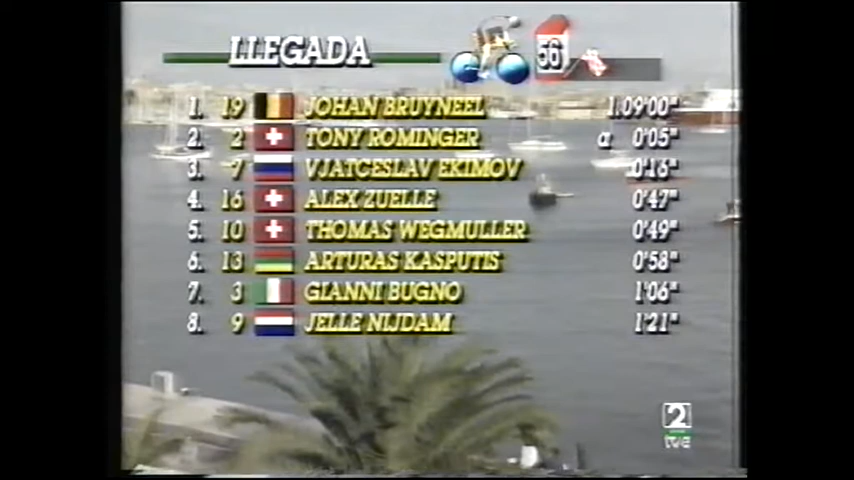 LLEGADA
56
1. 19 JOHAN BRUYNEEL 1.09'00"
2. 2 TONY ROMINGER a 0'05"
3. 7 VJATCESLAV EKIMOV 0'16"
4. 16 ALEX ZUELLE 0'47"
5. 10 THOMAS WEGMULLER 0'49"
6. 13 ARTURAS KASPUTIS 0'58"
7. 3 GIANNI BUGNO 1'06"
8. 9 JELLE NIJDAM 1'21"
2
tve